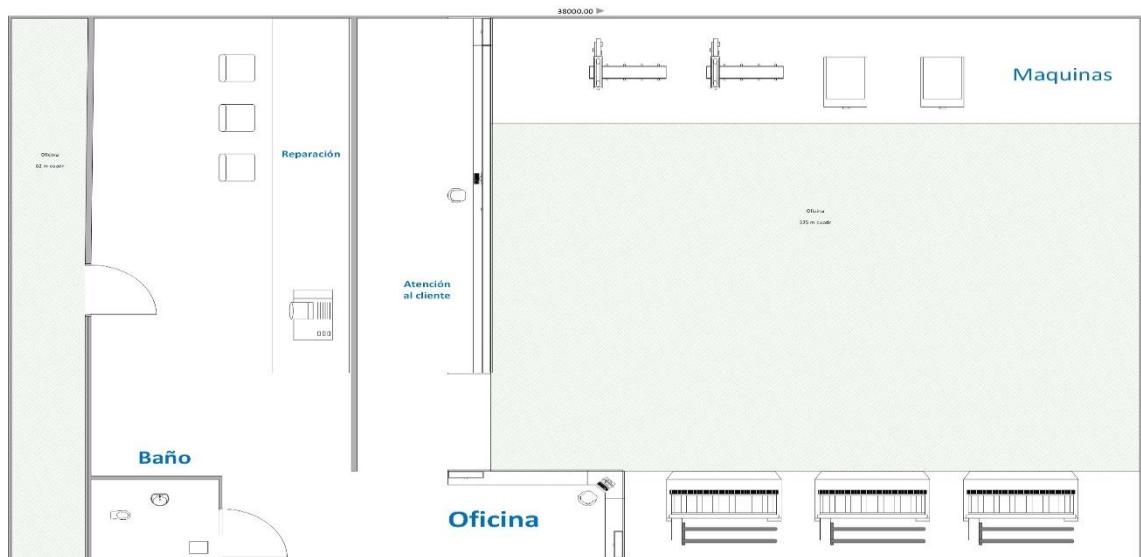 38000.00
Maquinas
Reparación
Oficina
Oficina
Atención
al cliente
Baño
Oficina